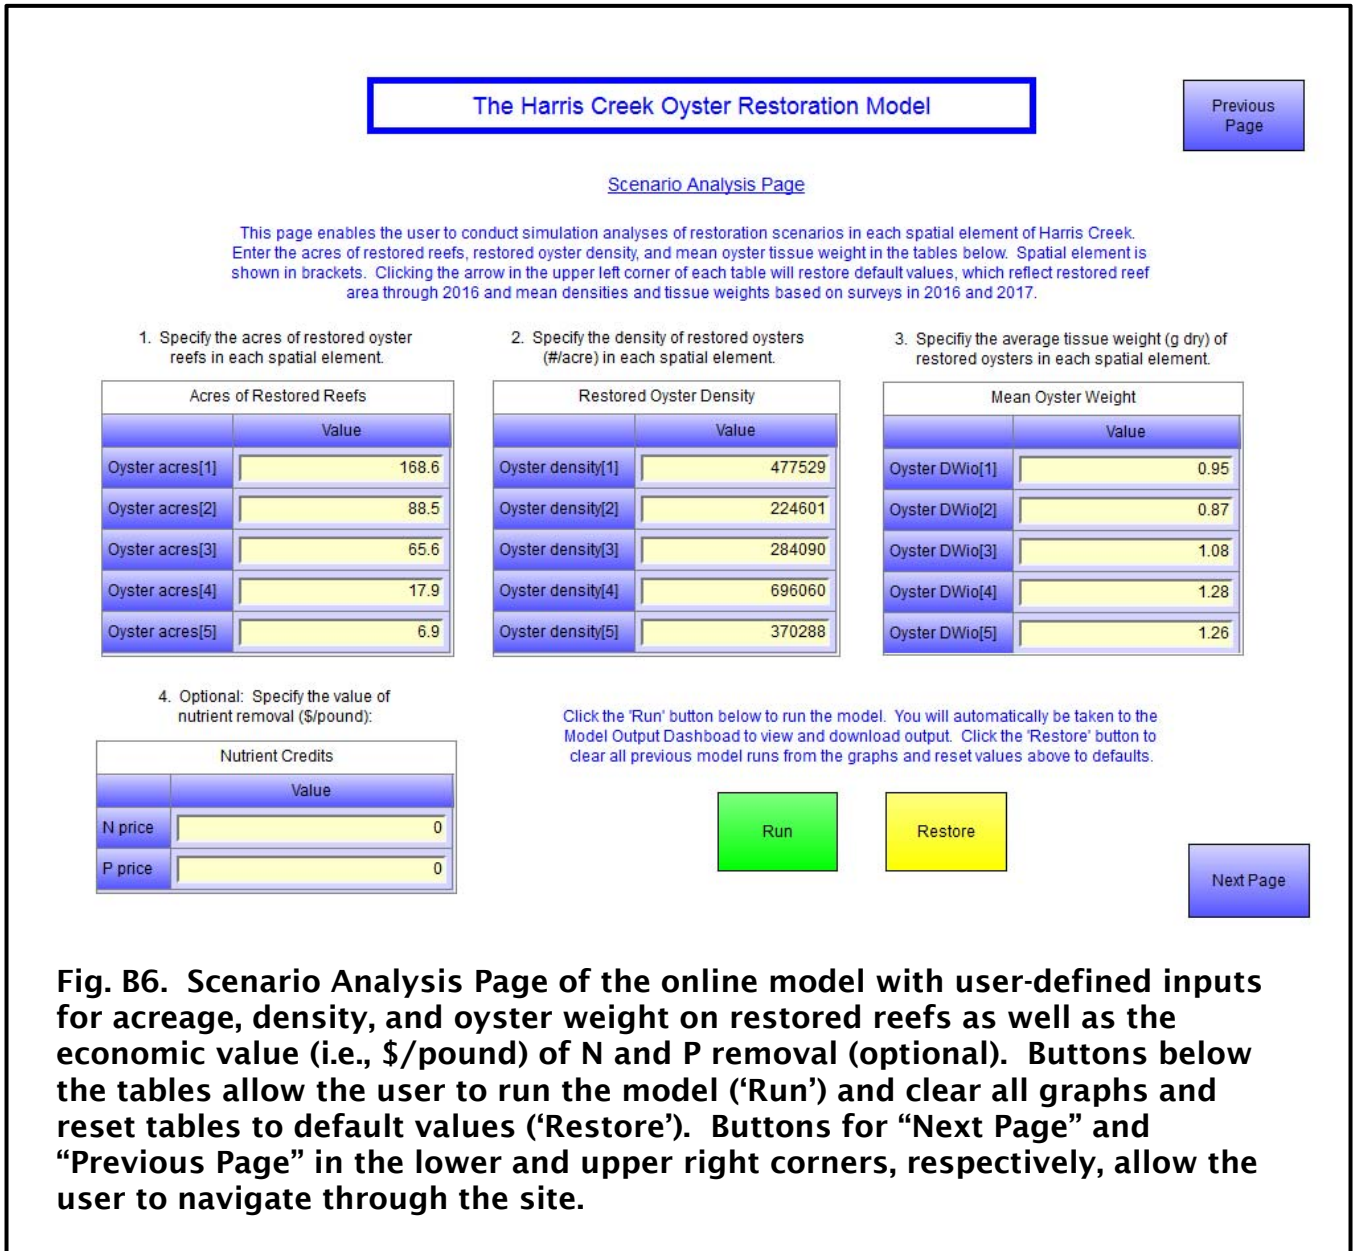 The Harris Creek Oyster Restoration Model
Previous
Page
Scenario Analysis Page
This page enables the user to conduct simulation analyses of restoration scenarios in each spatial element of Harris Creek.
Enter the acres of restored reefs, restored oyster density, and mean oyster tissue weight in the tables below. Spatial element is
shown in brackets. Clicking the arrow in the upper left corner of each table will restore default values, which reflect restored reef
area through 2016 and mean densities and tissue weights based on surveys in 2016 and 2017.
1. Specify the acres of restored oyster
reefs in each spatial element.
Acres of Restored Reefs
Value
Oyster acres[1] 168.6
Oyster acres[2] 88.5
Oyster acres[3] 65.6
Oyster acres[4] 17.9
Oyster acres[5] 6.9
2. Specify the density of restored oysters
(#/acre) in each spatial element.
Restored Oyster Density
Value
Oyster density[1] 477529
Oyster density[2] 224601
Oyster density[3] 284090
Oyster density[4] 696060
Oyster density[5] 370288
3. Specifiy the average tissue weight (g dry) of
restored oysters in each spatial element.
Mean Oyster Weight
Value
Oyster DWio[1] 0.95
Oyster DWio[2] 0.87
Oyster DWio[3] 1.08
Oyster DWio[4] 1.28
Oyster DWio[5] 1.26
4. Optional: Specify the value of
nutrient removal ($/pound):
Nutrient Credits
Value
N price 0
P price 0
Click the 'Run' button below to run the model. You will automatically be taken to the
Model Output Dashboad to view and download output. Click the 'Restore' button to
clear all previous model runs from the graphs and reset values above to defaults.
Run
Restore
Next Page
Fig. B6. Scenario Analysis Page of the online model with user-defined inputs
for acreage, density, and oyster weight on restored reefs as well as the
economic value (i.e., $/pound) of N and P removal (optional). Buttons below
the tables allow the user to run the model (‘Run’) and clear all graphs and
reset tables to default values (‘Restore’). Buttons for “Next Page” and
“Previous Page” in the lower and upper right corners, respectively, allow the
user to navigate through the site.